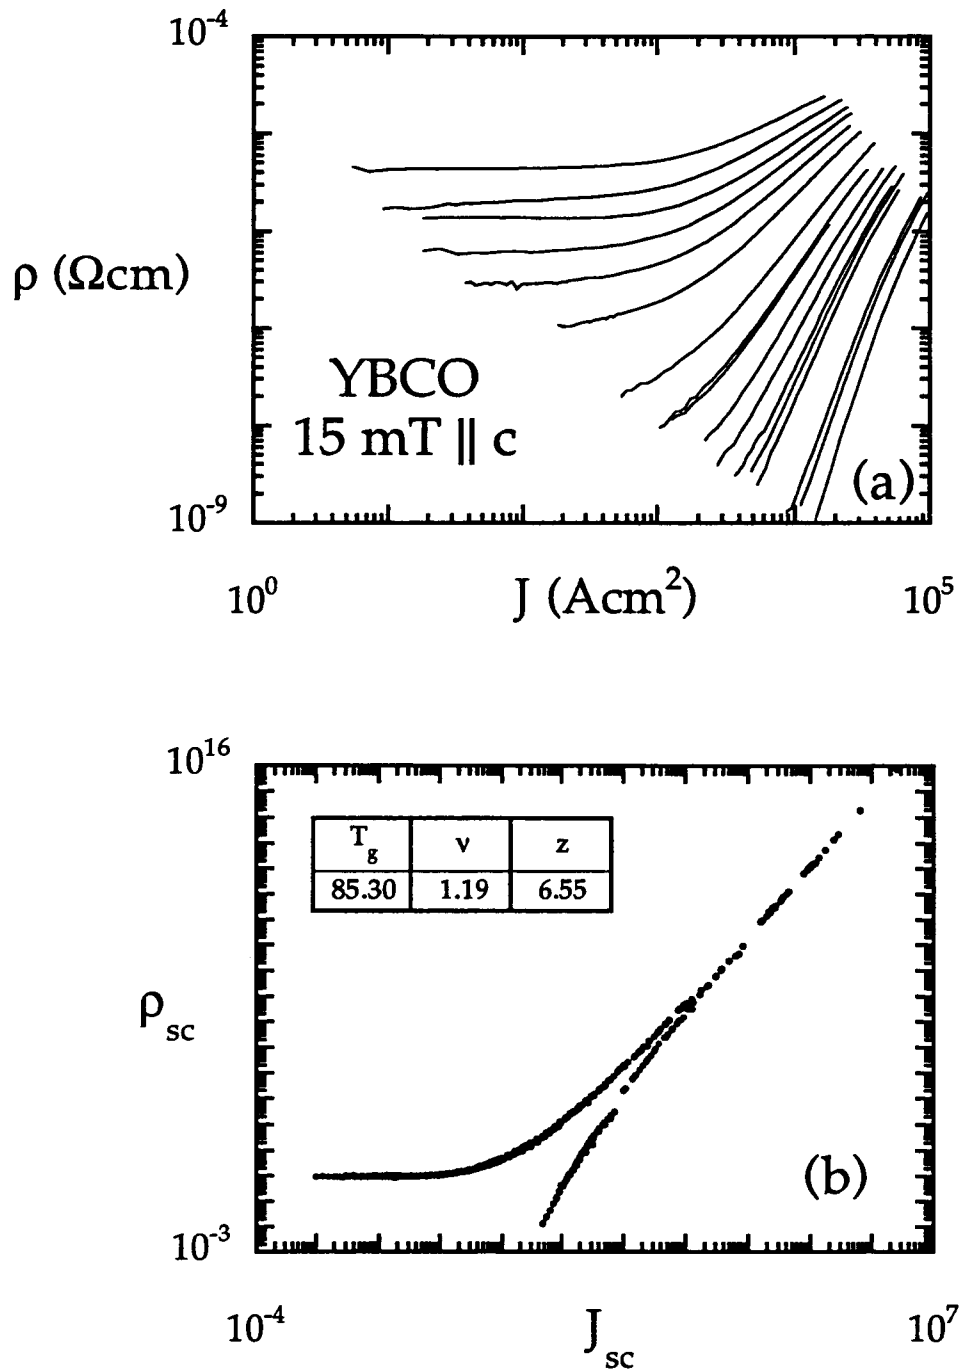 10^-4
ρ (Ωcm)
YBCO
15 mT || c
(a)
10^-9
10^0
J (Acm^2)
10^5
10^16
T_g ν z
85.30 1.19 6.55
ρ_sc
(b)
10^-3
10^-4
J_sc
10^7